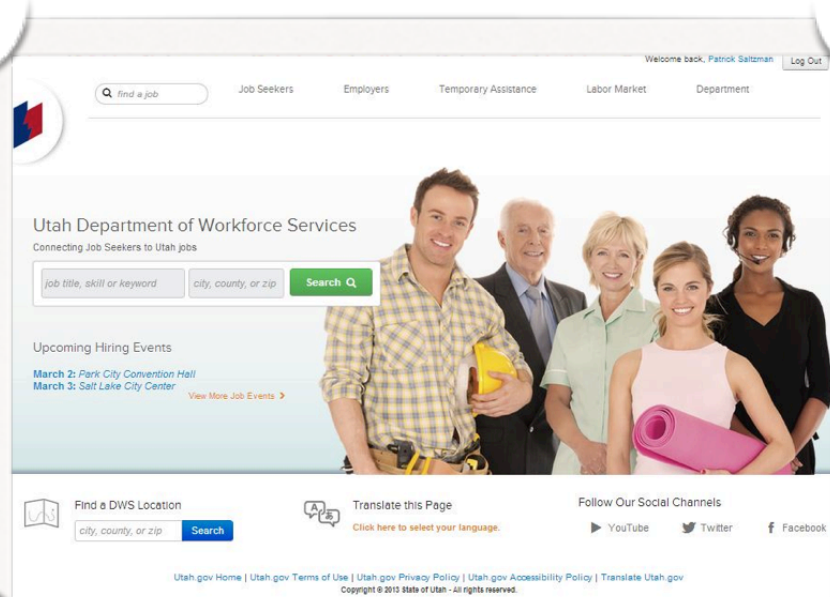 Welcome back, Patrick Saltzman Log Out
find a job Job Seekers Employers Temporary Assistance Labor Market Department
Utah Department of Workforce Services
Connecting Job Seekers to Utah jobs
job title, skill or keyword city, county, or zip Search
Upcoming Hiring Events
March 2: Park City Convention Hall
March 3: Salt Lake City Center
View More Job Events
Find a DWS Location
city, county, or zip Search
Translate this Page
Click here to select your language.
Follow Our Social Channels
YouTube Twitter Facebook
Utah.gov Home | Utah.gov Terms of Use | Utah.gov Privacy Policy | Utah.gov Accessibility Policy | Translate Utah.gov
Copyright © 2013 State of Utah - All rights reserved.